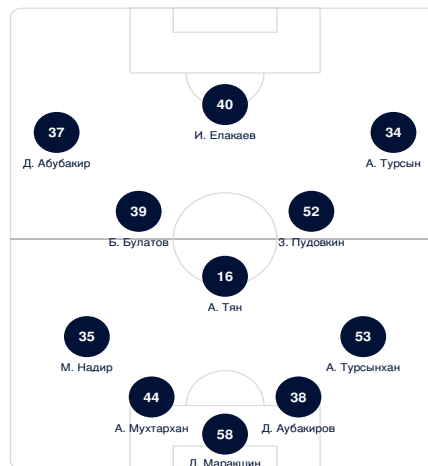 40
И. Елакаев
37
Д. Абубакир
34
А. Турсын
39
Б. Булатов
52
З. Пудовкин
16
А. Тян
35
М. Надир
53
А. Турсынхан
44
А. Мухтархан
38
Д. Аубакиров
58
Маракшин